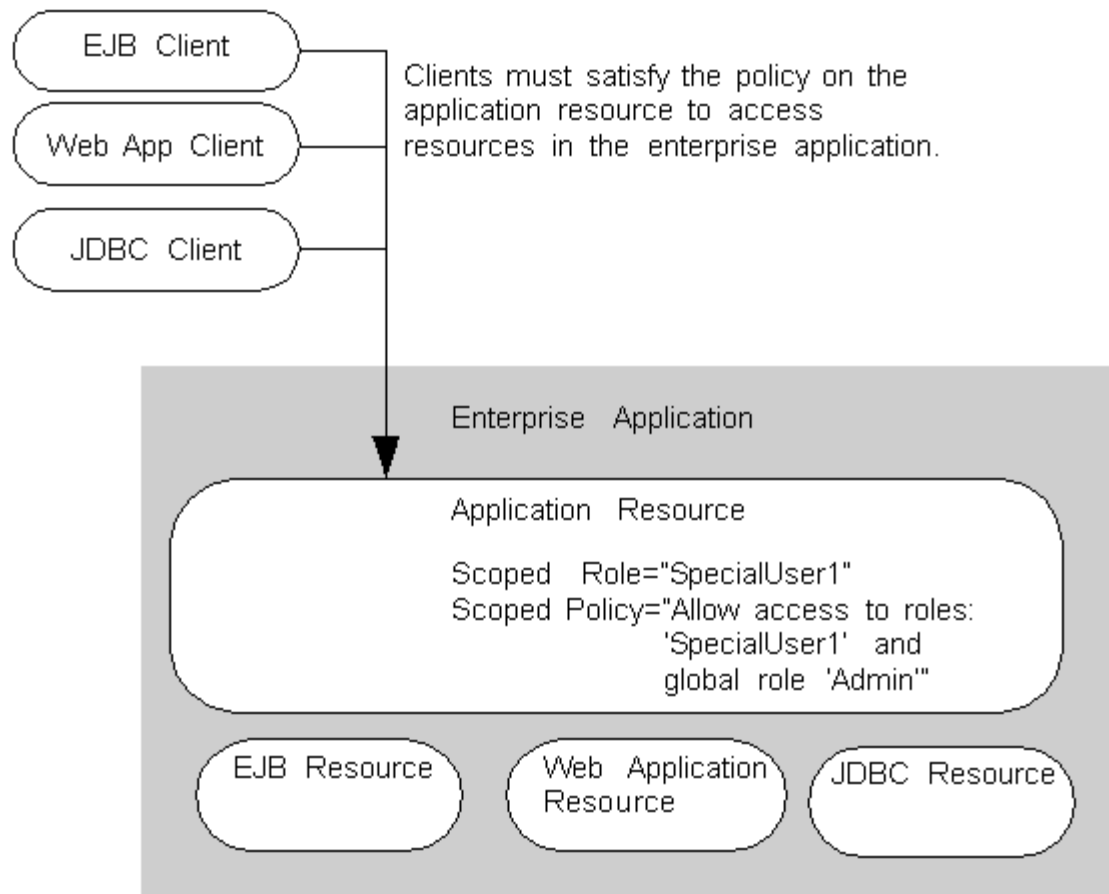 EJB Client
Clients must satisfy the policy on the
application resource to access
resources in the enterprise application.
Web App Client
JDBC Client
Enterprise Application
Application Resource
Scoped Role="SpecialUser1"
Scoped Policy="Allow access to roles:
'SpecialUser1' and
global role 'Admin'"
EJB Resource
Web Application
Resource
JDBC Resource